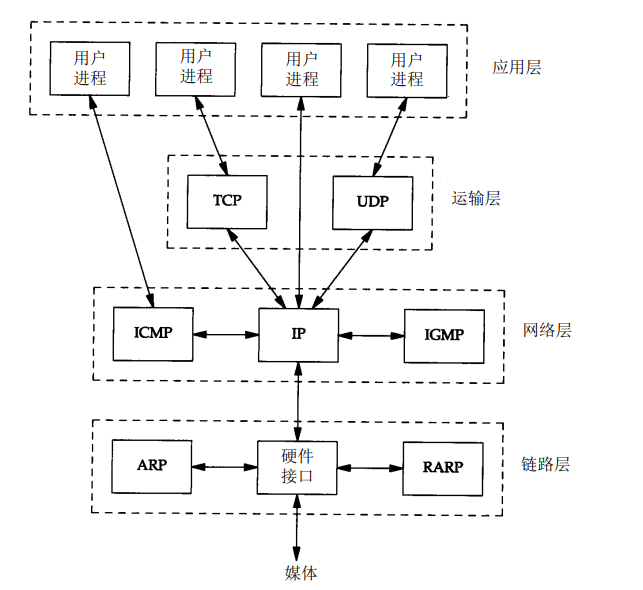 用户
进程
用户
进程
用户
进程
用户
进程
应用层
TCP
UDP
运输层
ICMP
IP
IGMP
网络层
ARP
硬件
接口
RARP
链路层
媒体